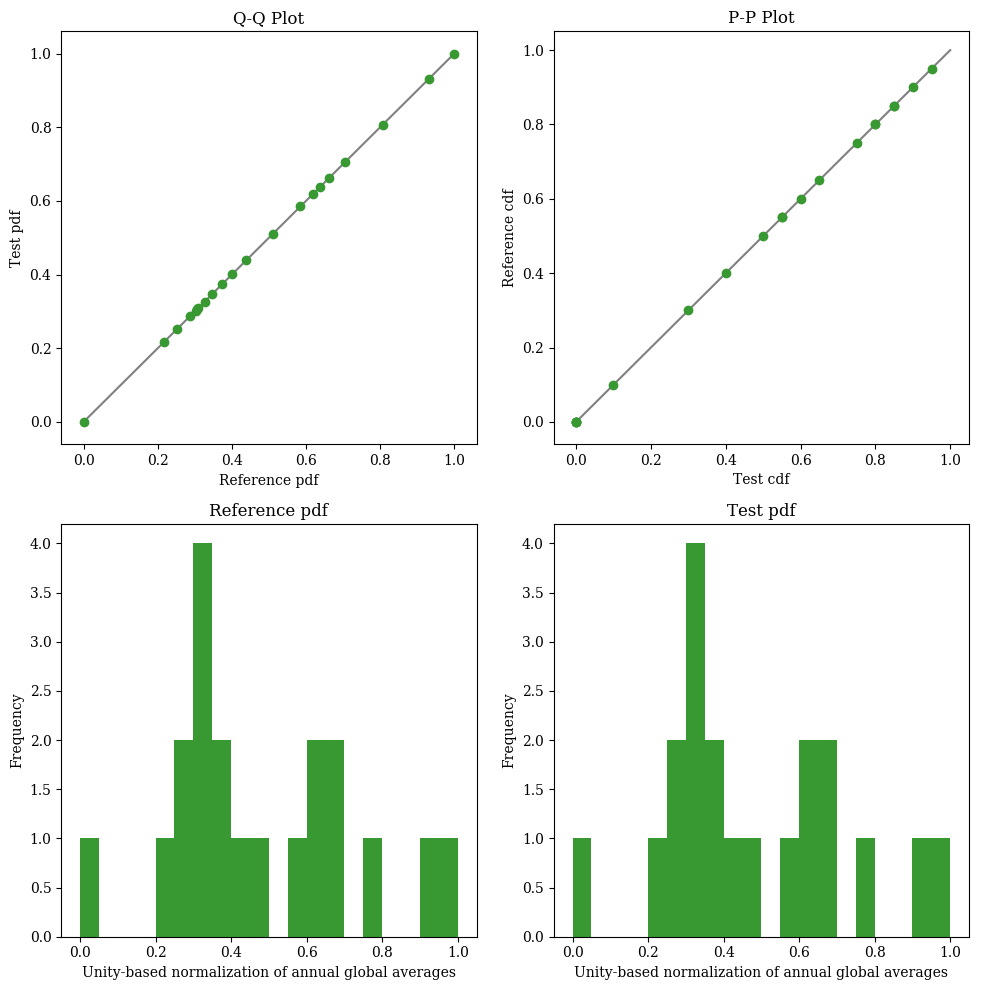 Q-Q Plot
1.0
0.8
0.6
0.4
0.2
0.0
Test pdf
0.0 0.2 0.4 0.6 0.8 1.0
Reference pdf
P-P Plot
1.0
0.8
0.6
0.4
0.2
0.0
Reference cdf
0.0 0.2 0.4 0.6 0.8 1.0
Test cdf
Reference pdf
4.0
3.5
3.0
2.5
2.0
1.5
1.0
0.5
0.0
Frequency
0.0 0.2 0.4 0.6 0.8 1.0
Unity-based normalization of annual global averages
Test pdf
4.0
3.5
3.0
2.5
2.0
1.5
1.0
0.5
0.0
Frequency
0.0 0.2 0.4 0.6 0.8 1.0
Unity-based normalization of annual global averages